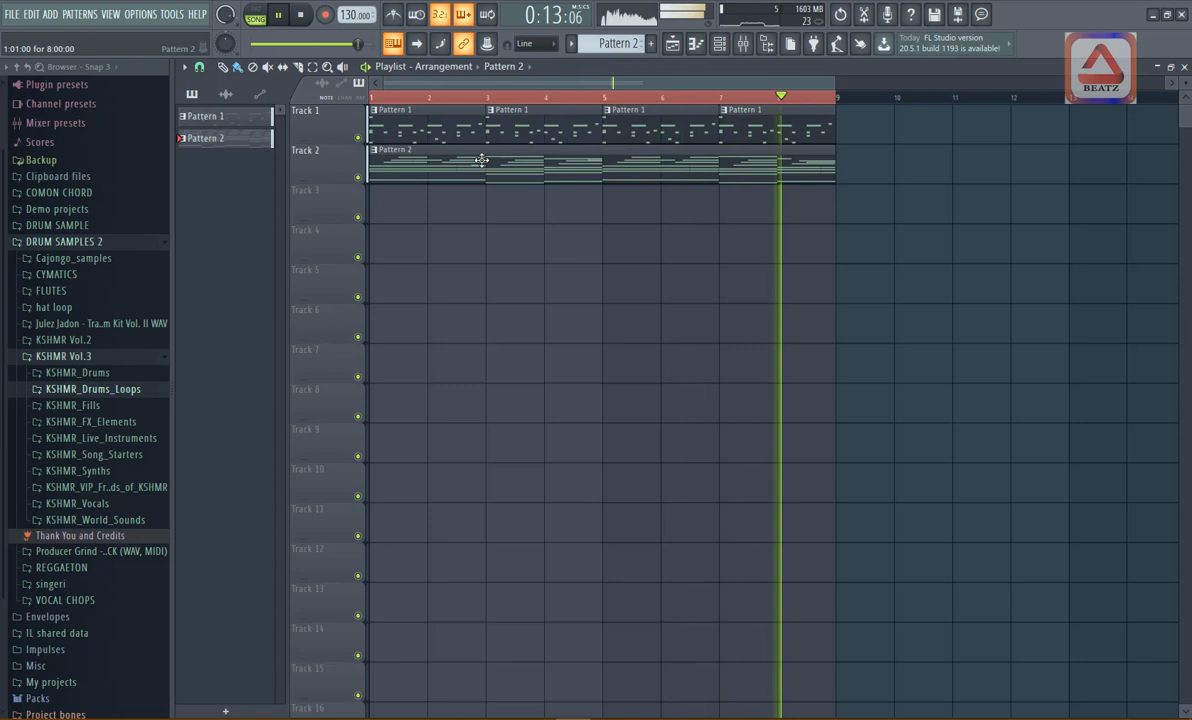 FILE EDIT ADD PATTERNS VIEW OPTIONS TOOLS HELP
SONG
130.000
3.2:
0:13:06
M:S:CS
5
1603 MB
23
1:01:00 for 8:00:00
Pattern 2
Line
Pattern 2
Today FL Studio version
20.5.1 build 1193 is available!
BEATZ
Browser - Snap 3
Playlist - Arrangement › Pattern 2 ›
Plugin presets
Channel presets
Mixer presets
Scores
Backup
Clipboard files
COMON CHORD
Demo projects
DRUM SAMPLE
DRUM SAMPLES 2
Cajongo_samples
CYMATICS
FLUTES
hat loop
Julez Jadon - Tra..m Kit Vol. II WAV
KSHMR Vol.2
KSHMR Vol.3
KSHMR_Drums
KSHMR_Drums_Loops
KSHMR_Fills
KSHMR_FX_Elements
KSHMR_Live_Instruments
KSHMR_Song_Starters
KSHMR_Synths
KSHMR_VIP_Fr..ds_of_KSHMR
KSHMR_Vocals
KSHMR_World_Sounds
Thank You and Credits
Producer Grind -..CK (WAV, MIDI)
REGGAETON
singeri
VOCAL CHOPS
Envelopes
IL shared data
Impulses
Misc
My projects
Packs
Project bones
Pattern 1
Pattern 2
NOTE
1 2 3 4 5 6 7 8 9 10 11 12
Track 1
Pattern 1 Pattern 1 Pattern 1 Pattern 1
Track 2
Pattern 2
Track 3
Track 4
Track 5
Track 6
Track 7
Track 8
Track 9
Track 10
Track 11
Track 12
Track 13
Track 14
Track 15
Track 16